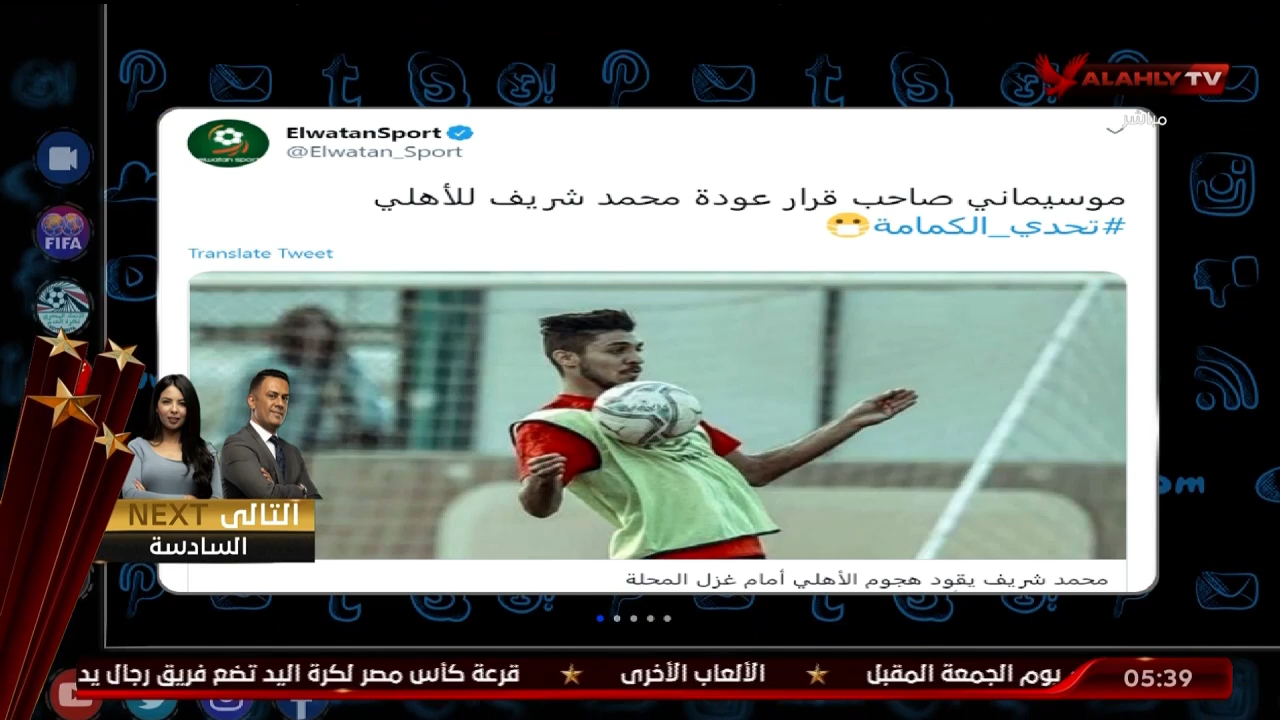 ALAHLY TV
مباشر
ElwatanSport
@Elwatan_Sport
موسيماني صاحب قرار عودة محمد شريف للأهلي
#تحدي_الكمامة😷
Translate Tweet
FIFA
محمد شريف يقود هجوم الأهلي أمام غزل المحلة
NEXT التالى
السادسة
يوم الجمعة المقبل ★ الألعاب الأخرى ★ قرعة كأس مصر لكرة اليد تضع فريق رجال يد
05:39